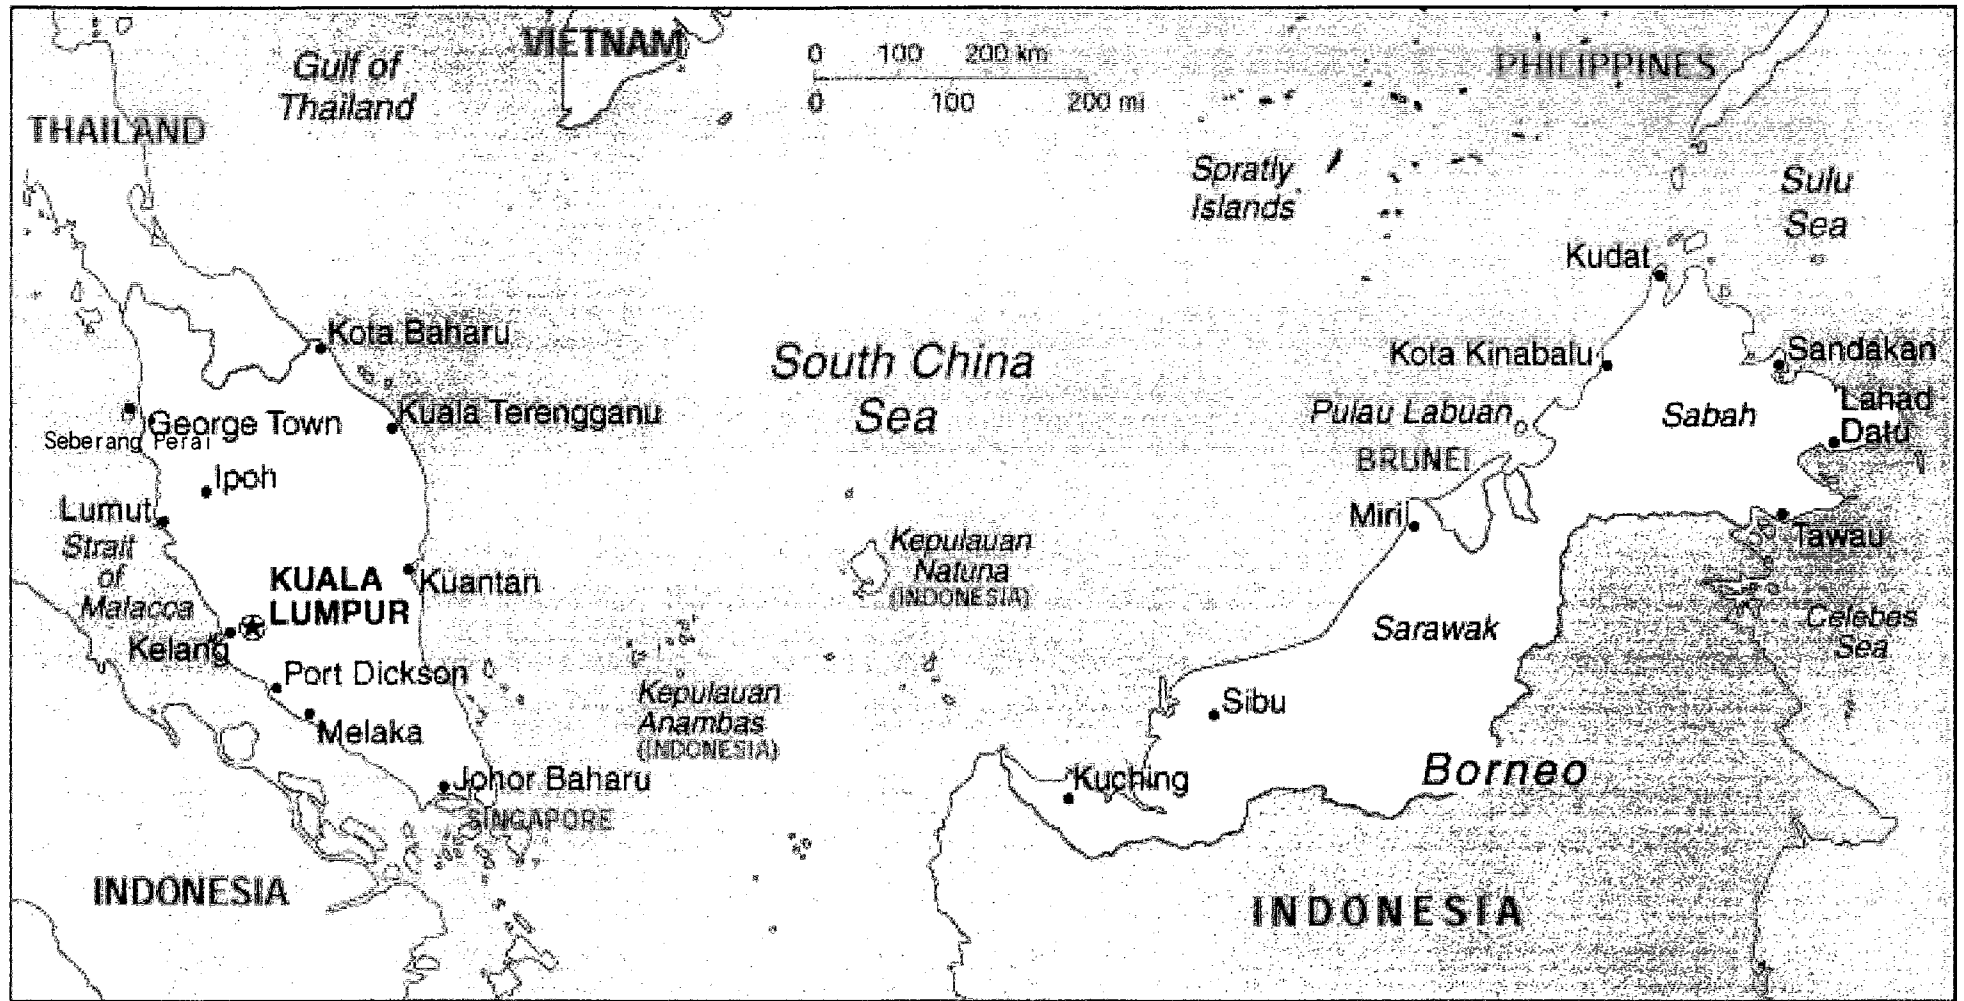 VIETNAM
Gulf of
Thailand
0 100 200 km
0 100 200 mi
PHILIPPINES
THAILAND
Spratly
Islands
Sulu
Sea
Kudat
Kota Baharu
South China
Sea
Kota Kinabalu
Sandakan
Kuala Terengganu
George Town
Seberang Perai
Pulau Labuan
Sabah
Lahad
Datu
BRUNEI
Ipoh
Lumut
Miri
Strait
of
Malacca
Kepulauan
Natuna
(INDONESIA)
Tawau
KUALA
LUMPUR
Kuantan
Celebes
Sea
Sarawak
Kelang
Port Dickson
Kepulauan
Anambas
(INDONESIA)
Sibu
Melaka
Johor Baharu
SINGAPORE
Kuching
Borneo
INDONESIA
INDONESIA